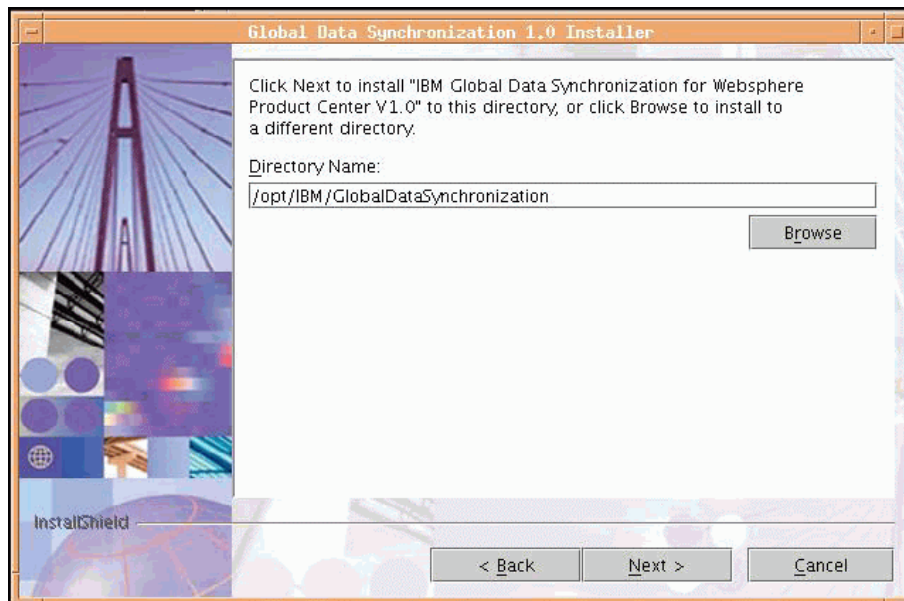 Global Data Synchronization 1.0 Installer
Click Next to install "IBM Global Data Synchronization for Websphere
Product Center V1.0" to this directory, or click Browse to install to
a different directory.
Directory Name:
/opt/IBM/GlobalDataSynchronization
Browse
InstallShield
< Back
Next >
Cancel